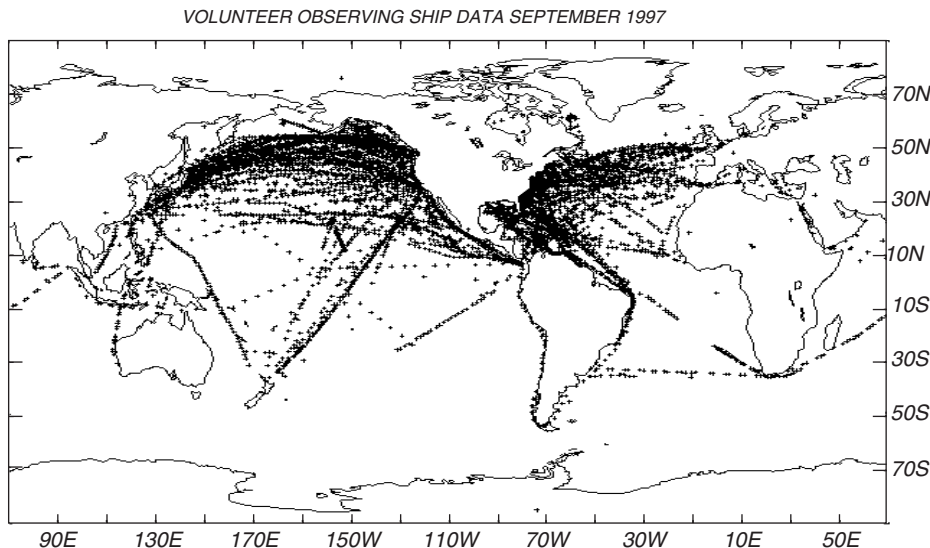 VOLUNTEER OBSERVING SHIP DATA SEPTEMBER 1997
70N
50N
30N
10N
10S
30S
50S
70S
90E 130E 170E 150W 110W 70W 30W 10E 50E